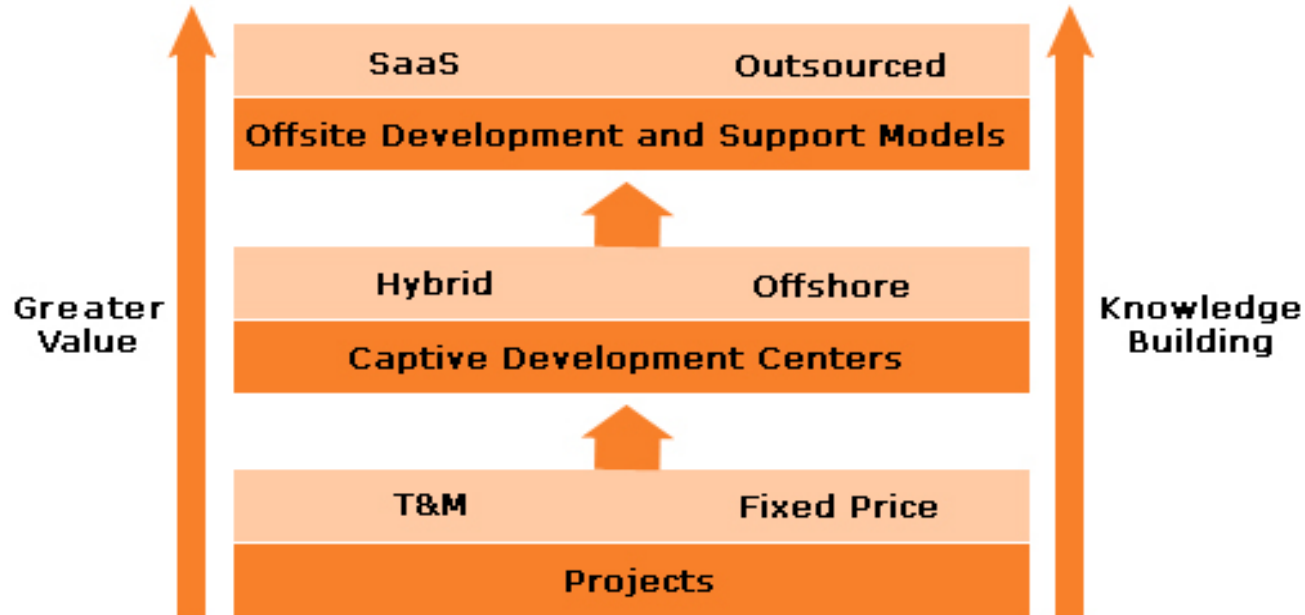 SaaS Outsourced
Offsite Development and Support Models
Hybrid Offshore
Greater
Value
Knowledge
Building
Captive Development Centers
T&M Fixed Price
Projects